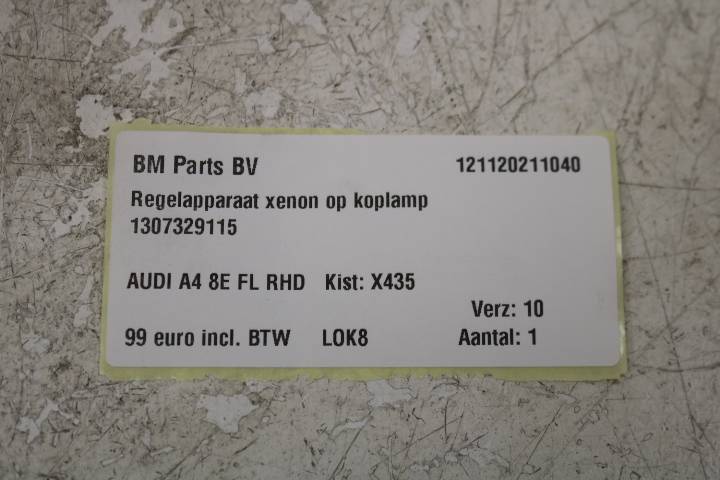 BM Parts BV 121120211040
Regelapparaat xenon op koplamp
1307329115
AUDI A4 8E FL RHD Kist: X435
Verz: 10
99 euro incl. BTW LOK8 Aantal: 1